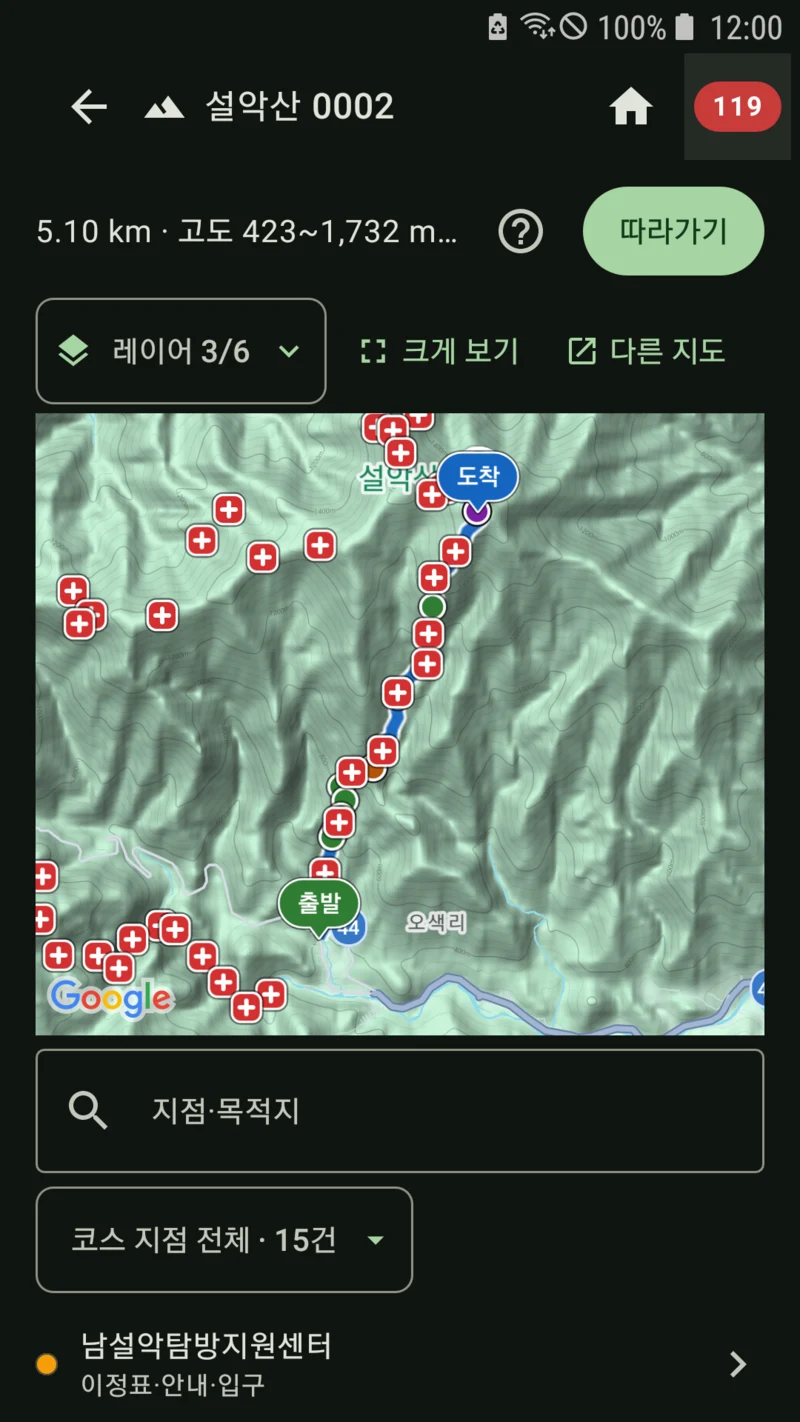 100% 12:00
설악산 0002
119
5.10 km · 고도 423~1,732 m…
따라가기
레이어 3/6
크게 보기
다른 지도
도착
출발
44
오색리
Google
지점·목적지
코스 지점 전체 · 15건
남설악탐방지원센터
이정표·안내·입구